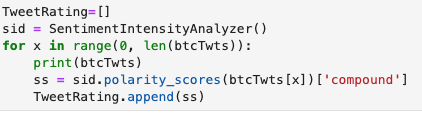 TweetRating=[]
sid = SentimentIntensityAnalyzer()
for x in range(0, len(btcTwts)):
    print(btcTwts)
    ss = sid.polarity_scores(btcTwts[x])['compound']
    TweetRating.append(ss)